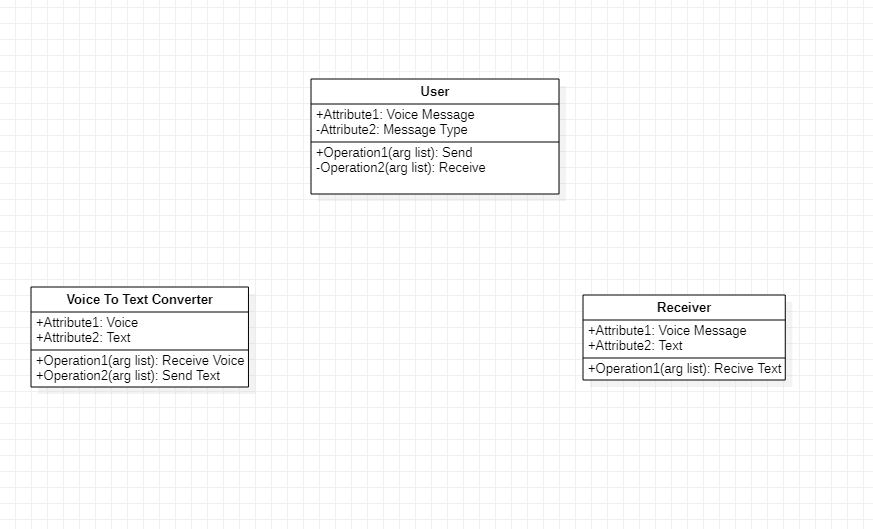 User
+Attribute1: Voice Message
-Attribute2: Message Type
+Operation1(arg list): Send
-Operation2(arg list): Receive
Voice To Text Converter
+Attribute1: Voice
+Attribute2: Text
+Operation1(arg list): Receive Voice
+Operation2(arg list): Send Text
Receiver
+Attribute1: Voice Message
+Attribute2: Text
+Operation1(arg list): Recive Text